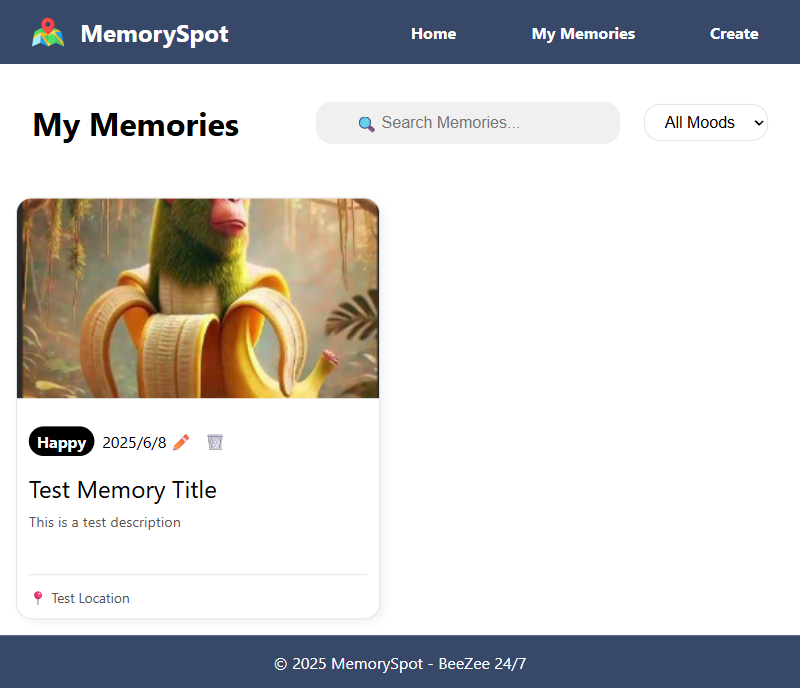 MemorySpot
Home
My Memories
Create
My Memories
🔍 Search Memories...
All Moods
Happy 2025/6/8
Test Memory Title
This is a test description
📍 Test Location
© 2025 MemorySpot - BeeZee 24/7